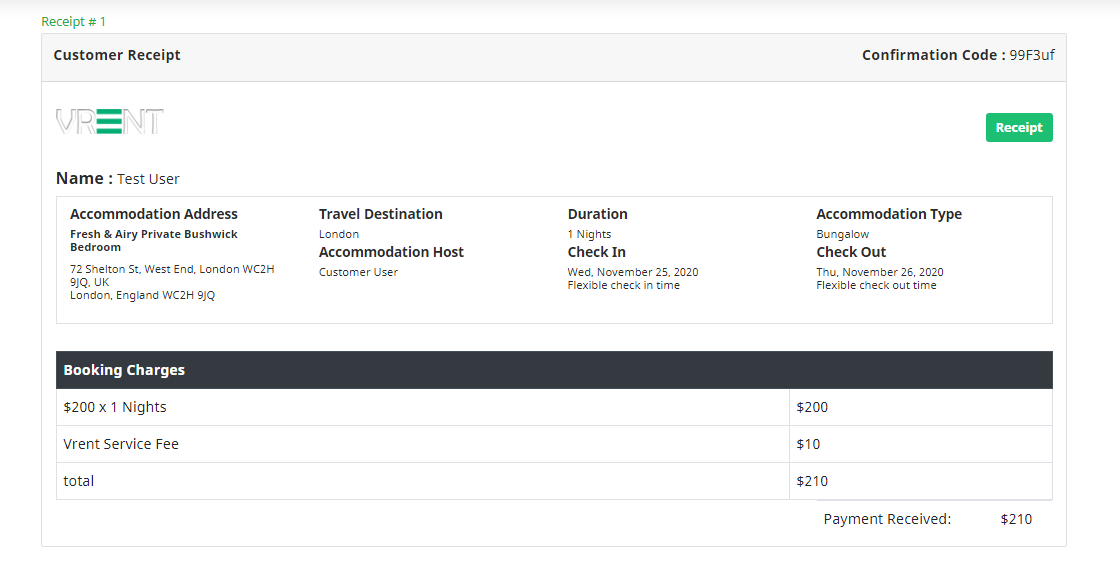 Receipt # 1
Customer Receipt
Confirmation Code : 99F3uf
VRENT
Receipt
Name : Test User
Accommodation Address
Fresh & Airy Private Bushwick
Bedroom
72 Shelton St, West End, London WC2H
9JQ, UK
London, England WC2H 9JQ
Travel Destination
London
Accommodation Host
Customer User
Duration
1 Nights
Check In
Wed, November 25, 2020
Flexible check in time
Accommodation Type
Bungalow
Check Out
Thu, November 26, 2020
Flexible check out time
Booking Charges
$200 x 1 Nights $200
Vrent Service Fee $10
total $210
Payment Received: $210